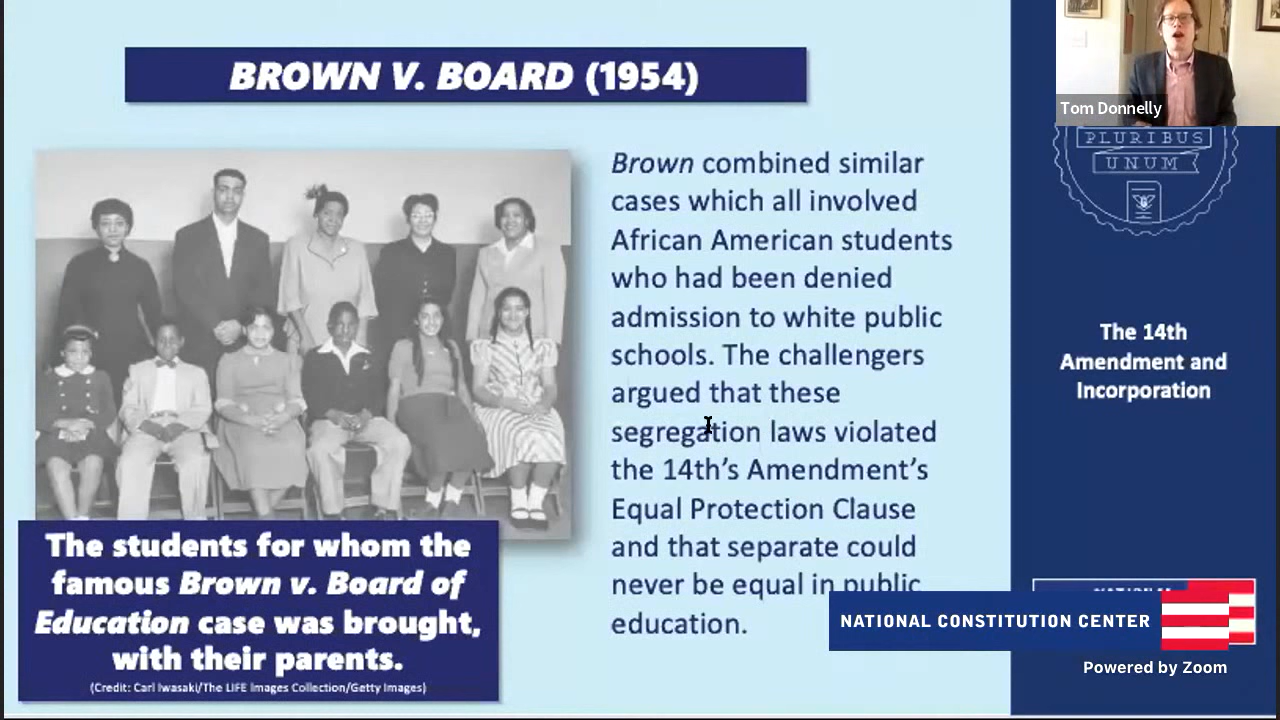 BROWN V. BOARD (1954)
Brown combined similar
cases which all involved
African American students
who had been denied
admission to white public
schools. The challengers
argued that these
segregation laws violated
the 14th's Amendment's
Equal Protection Clause
and that separate could
never be equal in public
education.
The students for whom the
famous Brown v. Board of
Education case was brought,
with their parents.
(Credit: Carl Iwasaki/The LIFE Images Collection/Getty Images)
Tom Donnelly
PLURIBUS
UNUM
The 14th
Amendment and
Incorporation
NATIONAL CONSTITUTION CENTER
Powered by Zoom